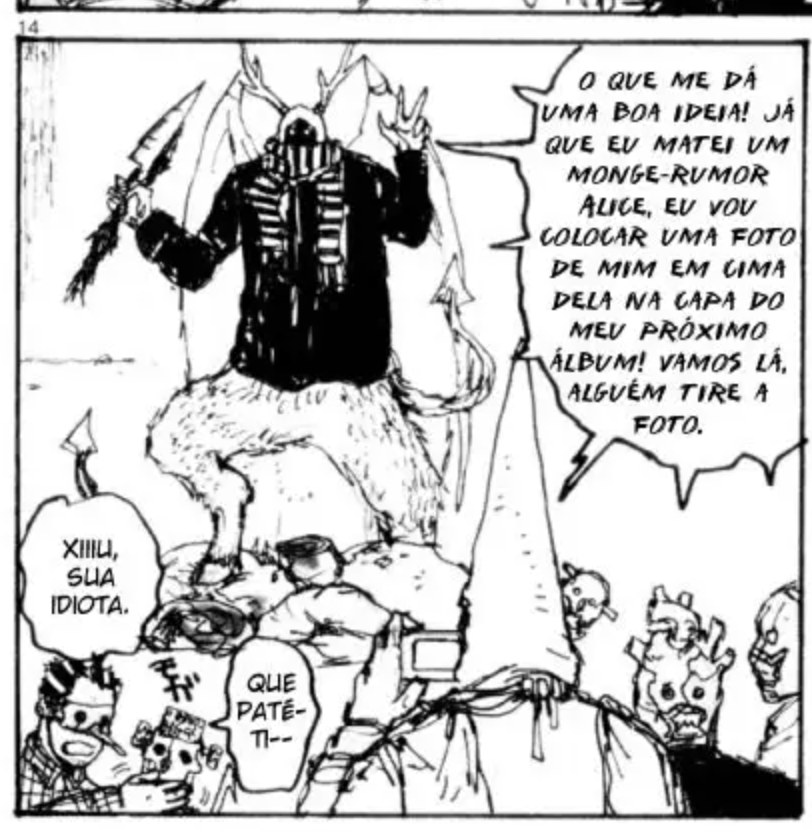 14
O QUE ME DÁ
UMA BOA IDEIA! JÁ
QUE EU MATEI UM
MONGE-RUMOR
ALICE, EU VOU
COLOCAR UMA FOTO
DE MIM EM CIMA
DELA NA CAPA DO
MEU PRÓXIMO
ÁLBUM! VAMOS LÁ,
ALGUÉM TIRE A
FOTO.
XIIIU,
SUA
IDIOTA.
QUE
PATÉ-
TI--